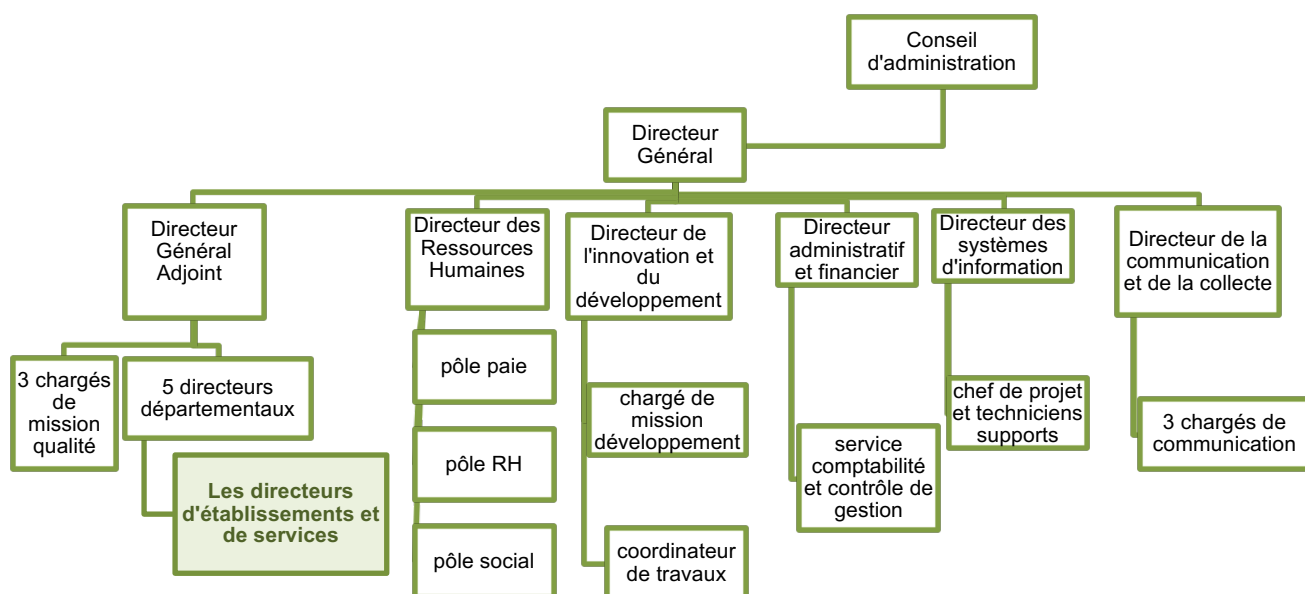 Conseil
d'administration
Directeur
Général
Directeur
Général
Adjoint
3 chargés
de
mission
qualité
5 directeurs
départementaux
Les directeurs
d'établissements et
de services
Directeur des
Ressources
Humaines
pôle paie
pôle RH
pôle social
Directeur de
l'innovation et
du
développement
chargé de
mission
développement
coordinateur
de travaux
Directeur
administratif
et financier
service
comptabilité
et contrôle de
gestion
Directeur des
systèmes
d'information
chef de projet
et techniciens
supports
Directeur de la
communication
et de la collecte
3 chargés de
communication